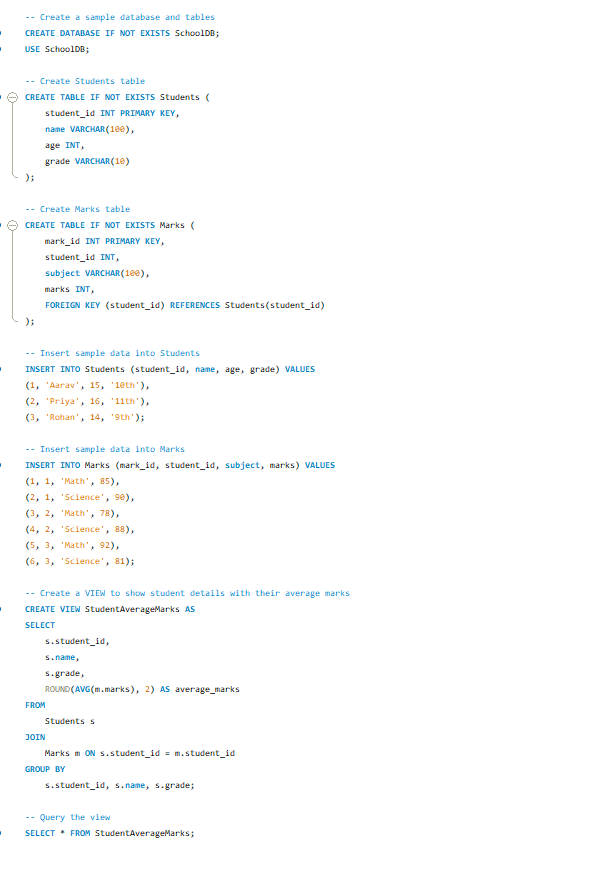 -- Create a sample database and tables
CREATE DATABASE IF NOT EXISTS SchoolDB;
USE SchoolDB;
-- Create Students table
CREATE TABLE IF NOT EXISTS Students (
student_id INT PRIMARY KEY,
name VARCHAR(100),
age INT,
grade VARCHAR(10)
);
-- Create Marks table
CREATE TABLE IF NOT EXISTS Marks (
mark_id INT PRIMARY KEY,
student_id INT,
subject VARCHAR(100),
marks INT,
FOREIGN KEY (student_id) REFERENCES Students(student_id)
);
-- Insert sample data into Students
INSERT INTO Students (student_id, name, age, grade) VALUES
(1, 'Aarav', 15, '10th'),
(2, 'Priya', 16, '11th'),
(3, 'Rohan', 14, '9th');
-- Insert sample data into Marks
INSERT INTO Marks (mark_id, student_id, subject, marks) VALUES
(1, 1, 'Math', 85),
(2, 1, 'Science', 90),
(3, 2, 'Math', 78),
(4, 2, 'Science', 88),
(5, 3, 'Math', 92),
(6, 3, 'Science', 81);
-- Create a VIEW to show student details with their average marks
CREATE VIEW StudentAverageMarks AS
SELECT
s.student_id,
s.name,
s.grade,
ROUND(AVG(m.marks), 2) AS average_marks
FROM
Students s
JOIN
Marks m ON s.student_id = m.student_id
GROUP BY
s.student_id, s.name, s.grade;
-- Query the view
SELECT * FROM StudentAverageMarks;